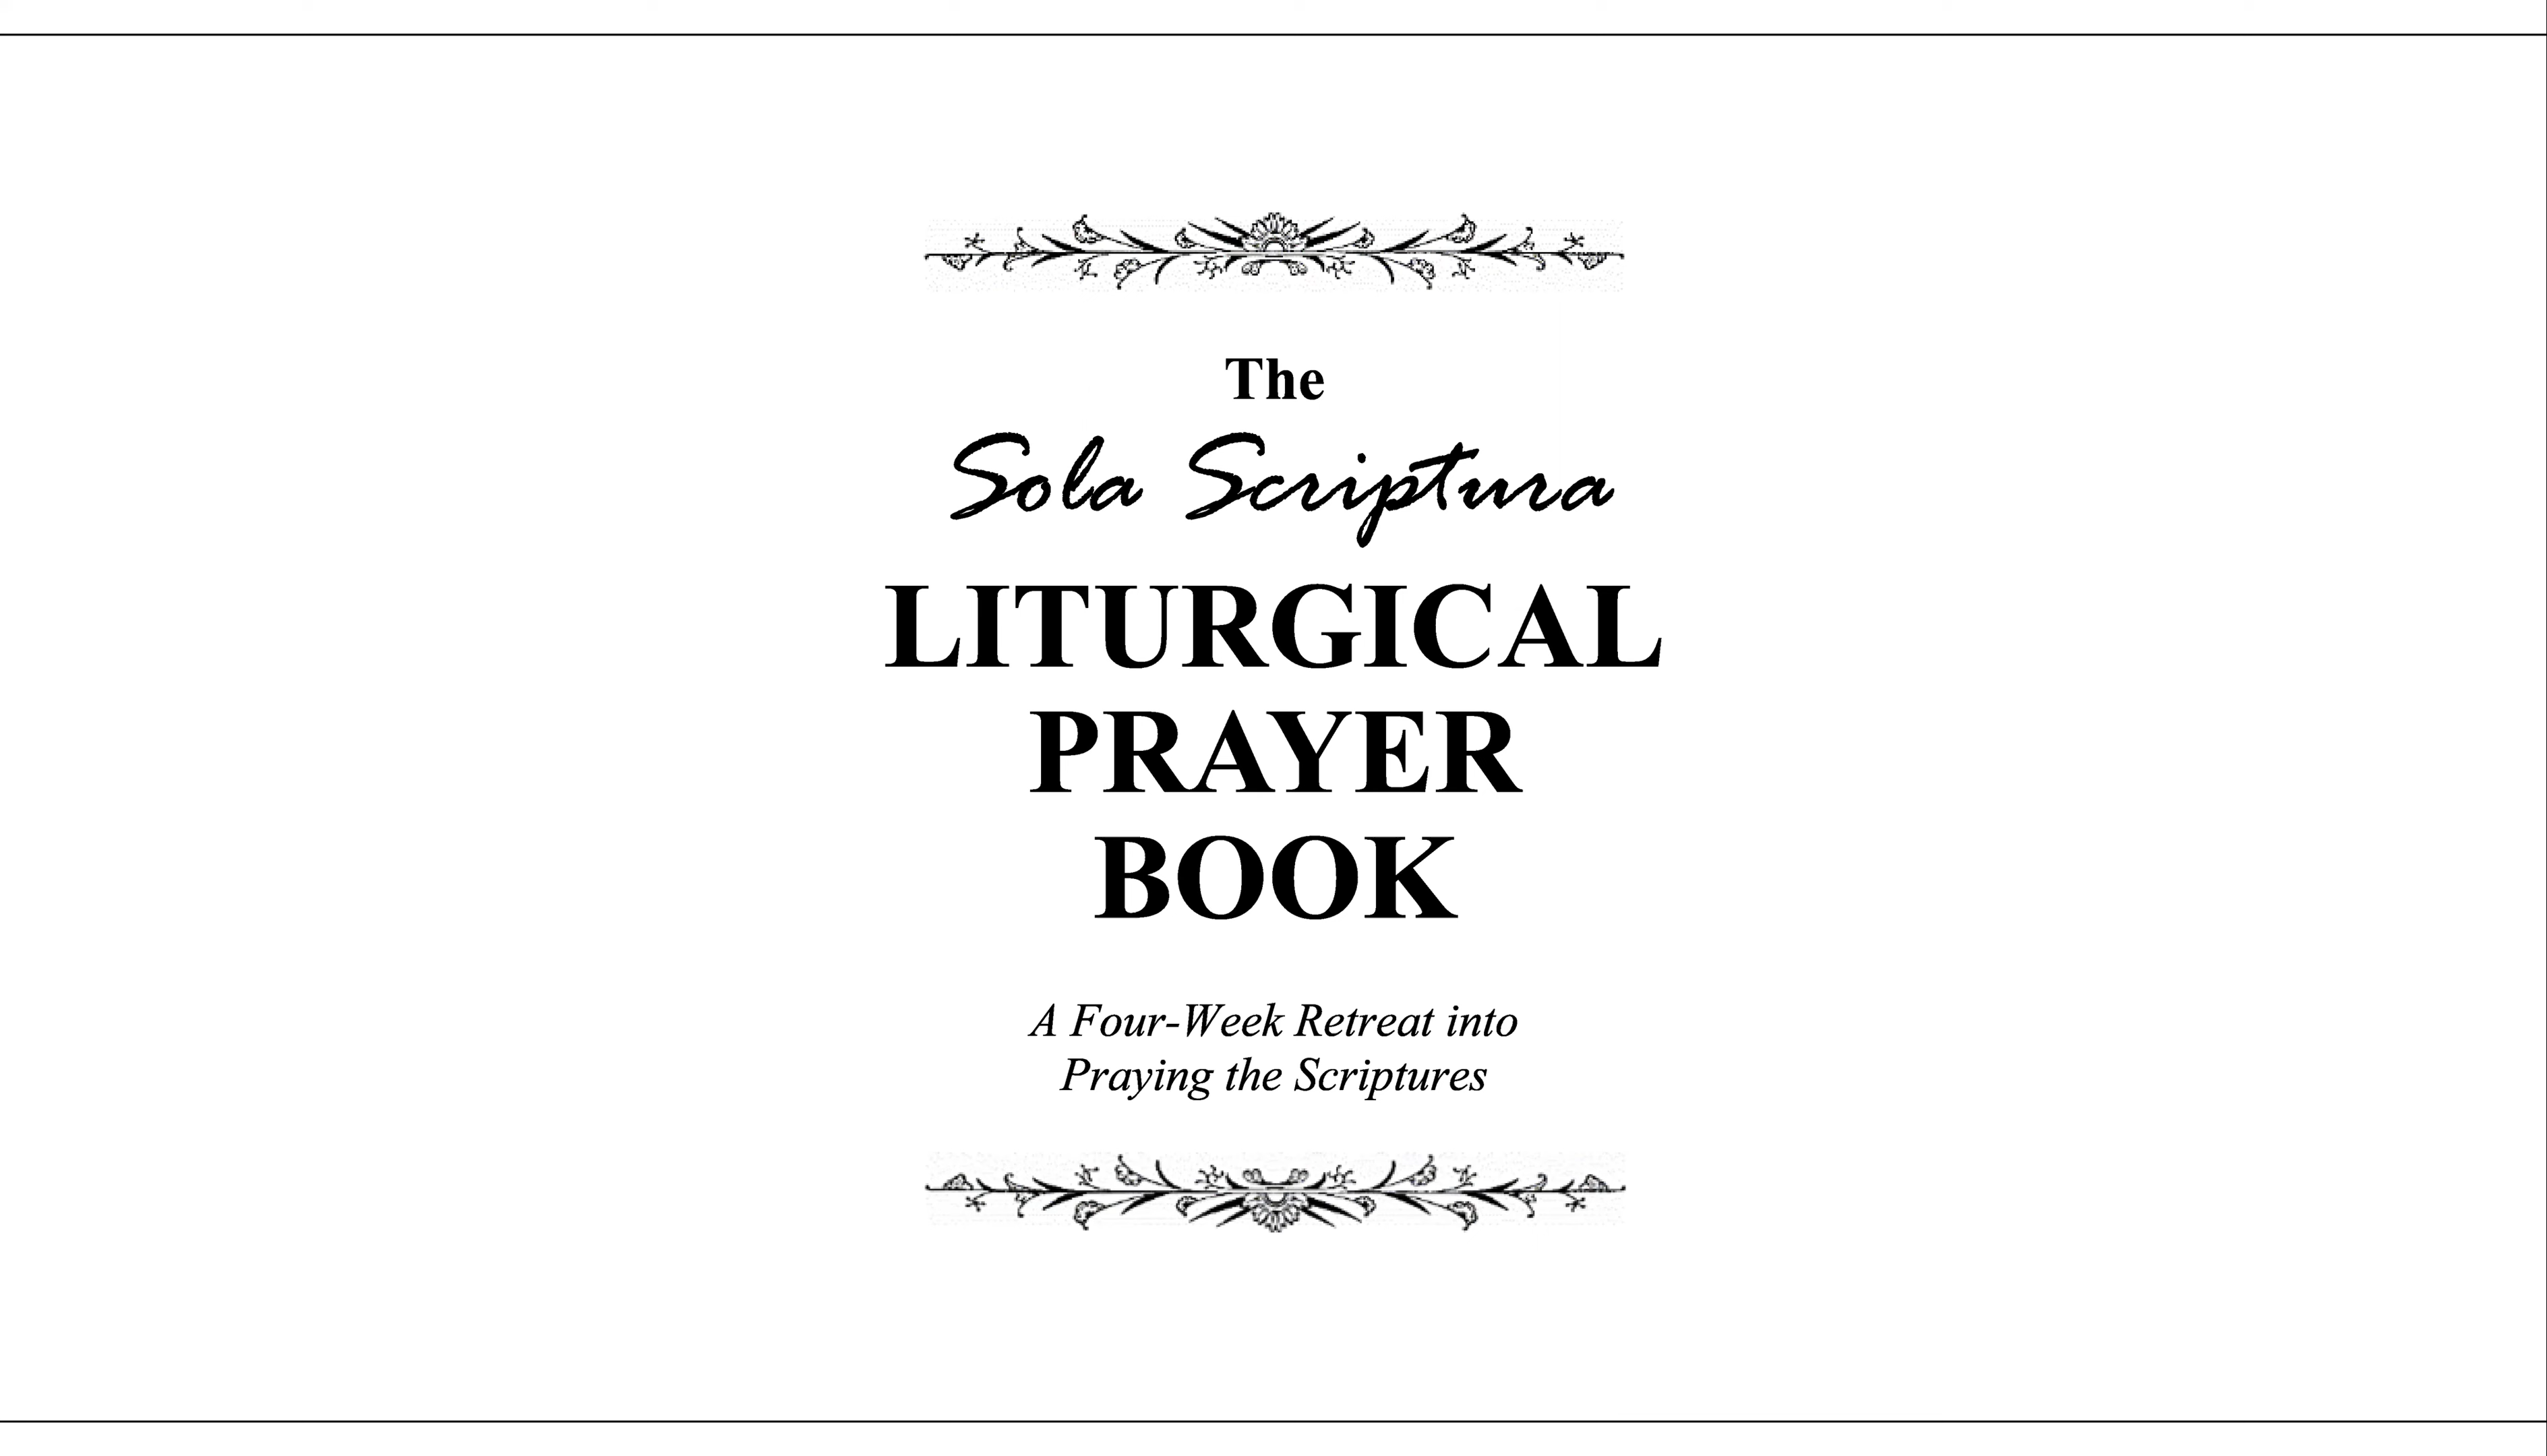 The
Sola Scriptura
LITURGICAL
PRAYER
BOOK
A Four-Week Retreat into
Praying the Scriptures